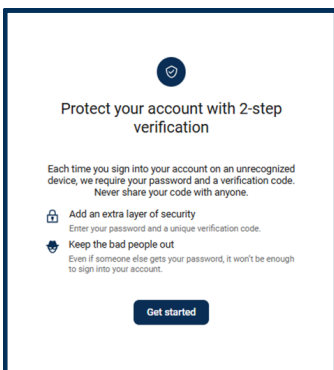 Protect your account with 2-step
verification
Each time you sign into your account on an unrecognized
device, we require your password and a verification code.
Never share your code with anyone.
Add an extra layer of security
Enter your password and a unique verification code.
Keep the bad people out
Even if someone else gets your password, it won't be enough
to sign into your account.
Get started